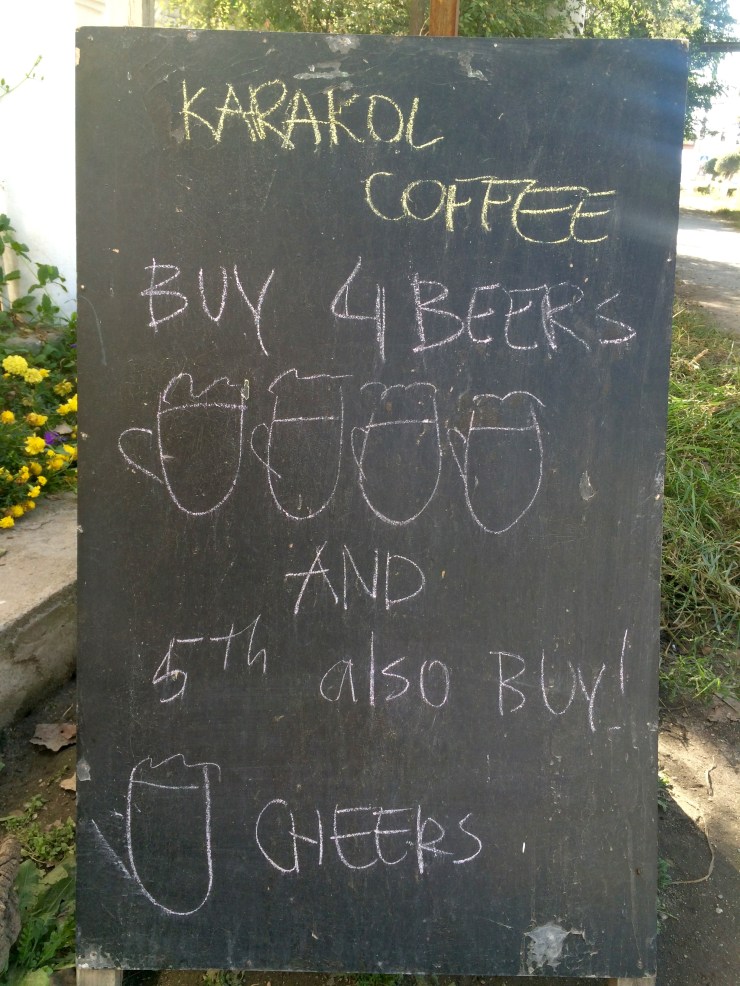 KARAKOL
COFFEE
BUY 4 BEERS
AND
5th also BUY!
CHEERS